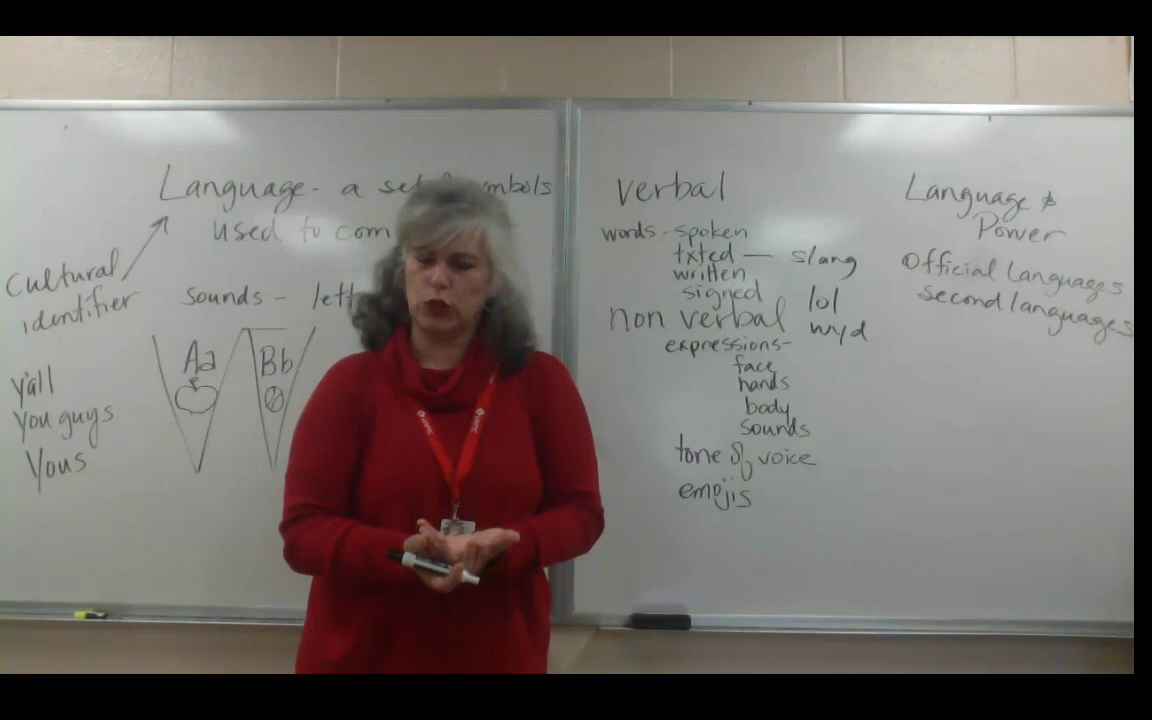 Language - a set
mbols
used to com
Cultural
identifier
sounds - lett
Aa
Bb
y'all
You guys
Yous
verbal
words - spoken
txted — slang
written
signed
lol
wyd
non verbal
expressions -
face
hands
body
sounds
tone of voice
emojis
Language &
Power
Official languages
second languages